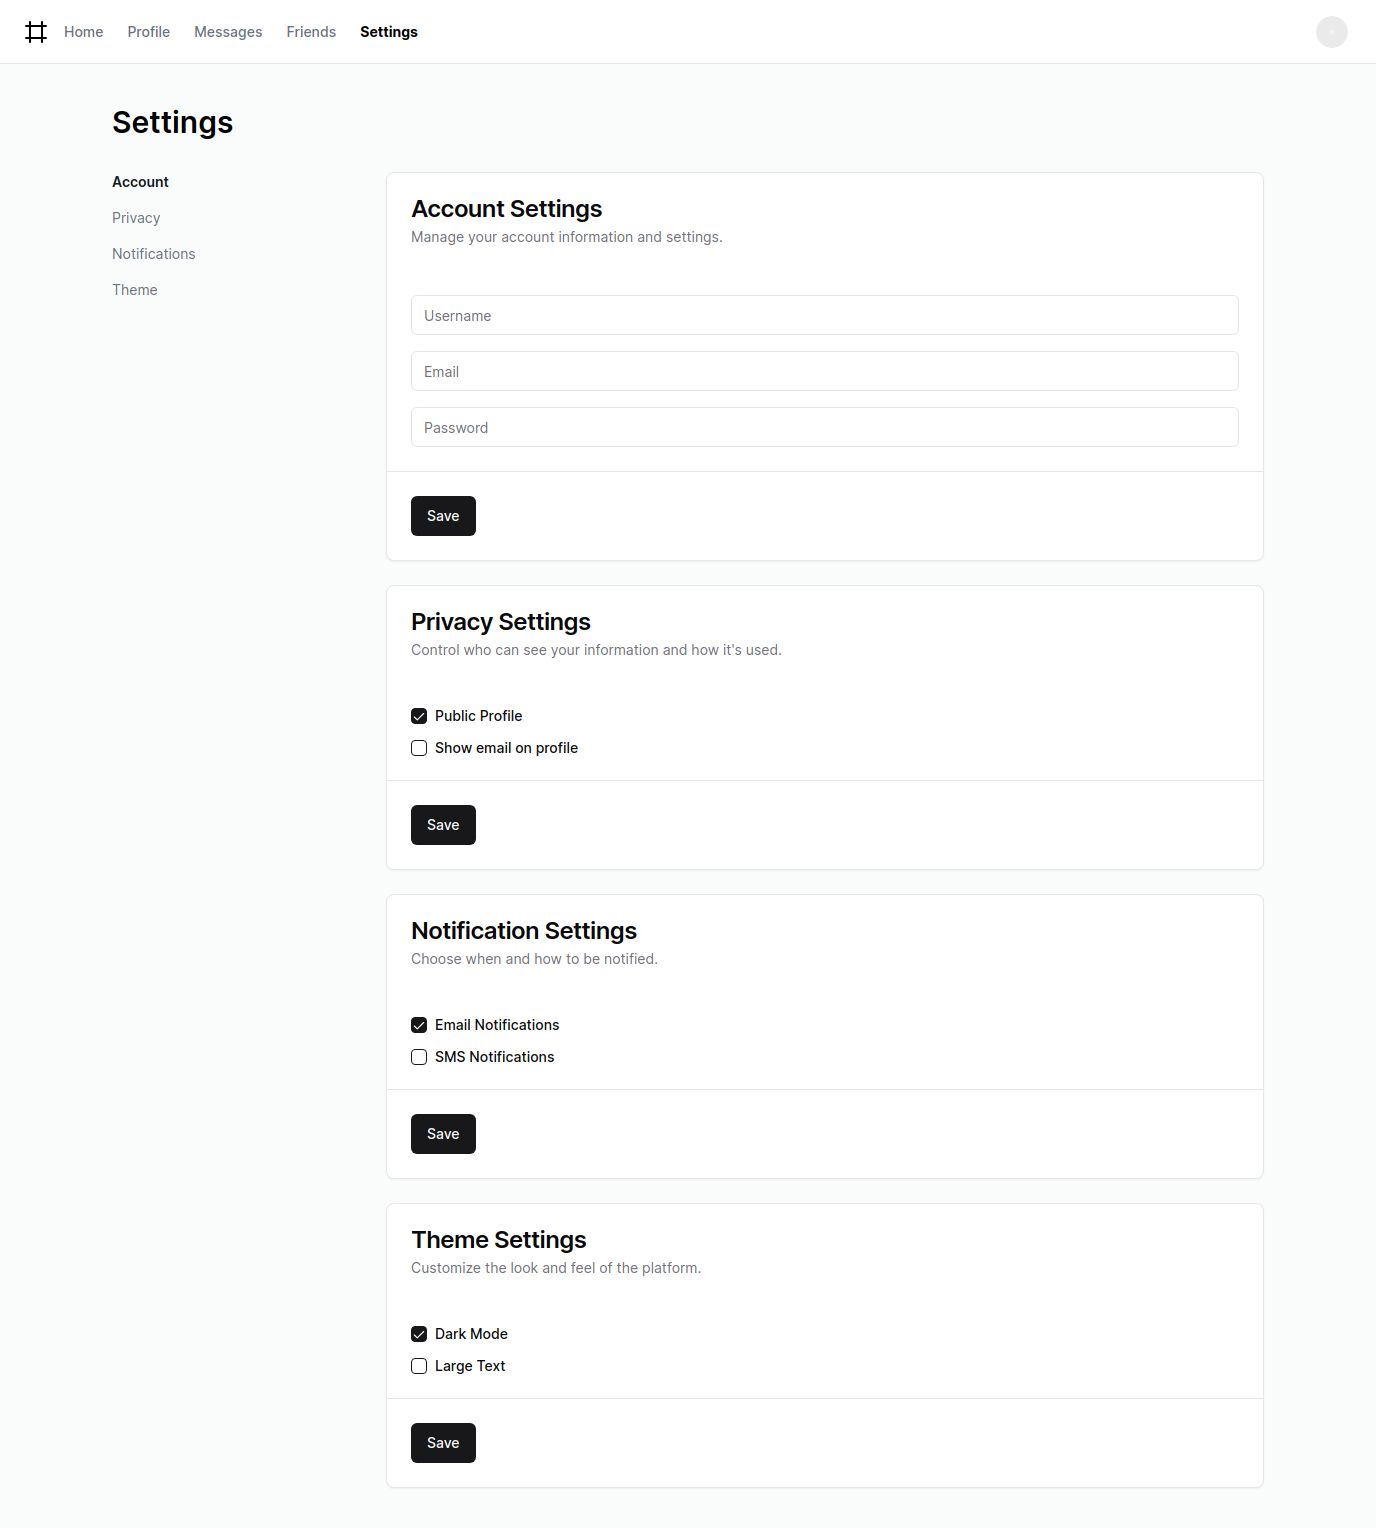 Home Profile Messages Friends Settings
Settings
Account
Privacy
Notifications
Theme
Account Settings
Manage your account information and settings.
Username
Email
Password
Save
Privacy Settings
Control who can see your information and how it's used.
Public Profile
Show email on profile
Save
Notification Settings
Choose when and how to be notified.
Email Notifications
SMS Notifications
Save
Theme Settings
Customize the look and feel of the platform.
Dark Mode
Large Text
Save